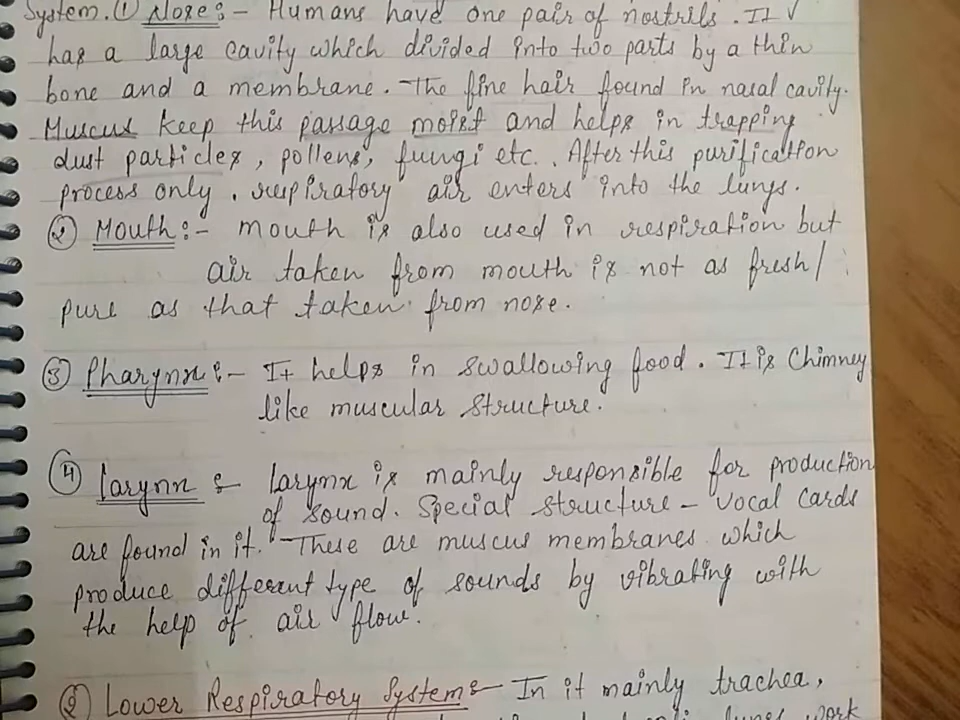 System. ① Nose:- Humans have one pair of nostrils. It
has a large cavity which divided into two parts by a thin
bone and a membrane. The fine hair found in nasal cavity.
Muscus keep this passage moist and helps in trapping
dust particles, pollens, fungi etc. After this purification
process only, respiratory air enters into the lungs.
② Mouth:- mouth is also used in respiration but
air taken from mouth is not as fresh/
pure as that taken from nose.
③ Pharynx:- It helps in swallowing food. It is Chimney
like muscular structure.
④ Larynx:- Larynx is mainly responsible for production
of sound. Special structure - vocal cards
are found in it. These are muscus membranes which
produce different type of sounds by vibrating with
the help of air flow.
② Lower Respiratory System:- In it mainly trachea,
lungs work